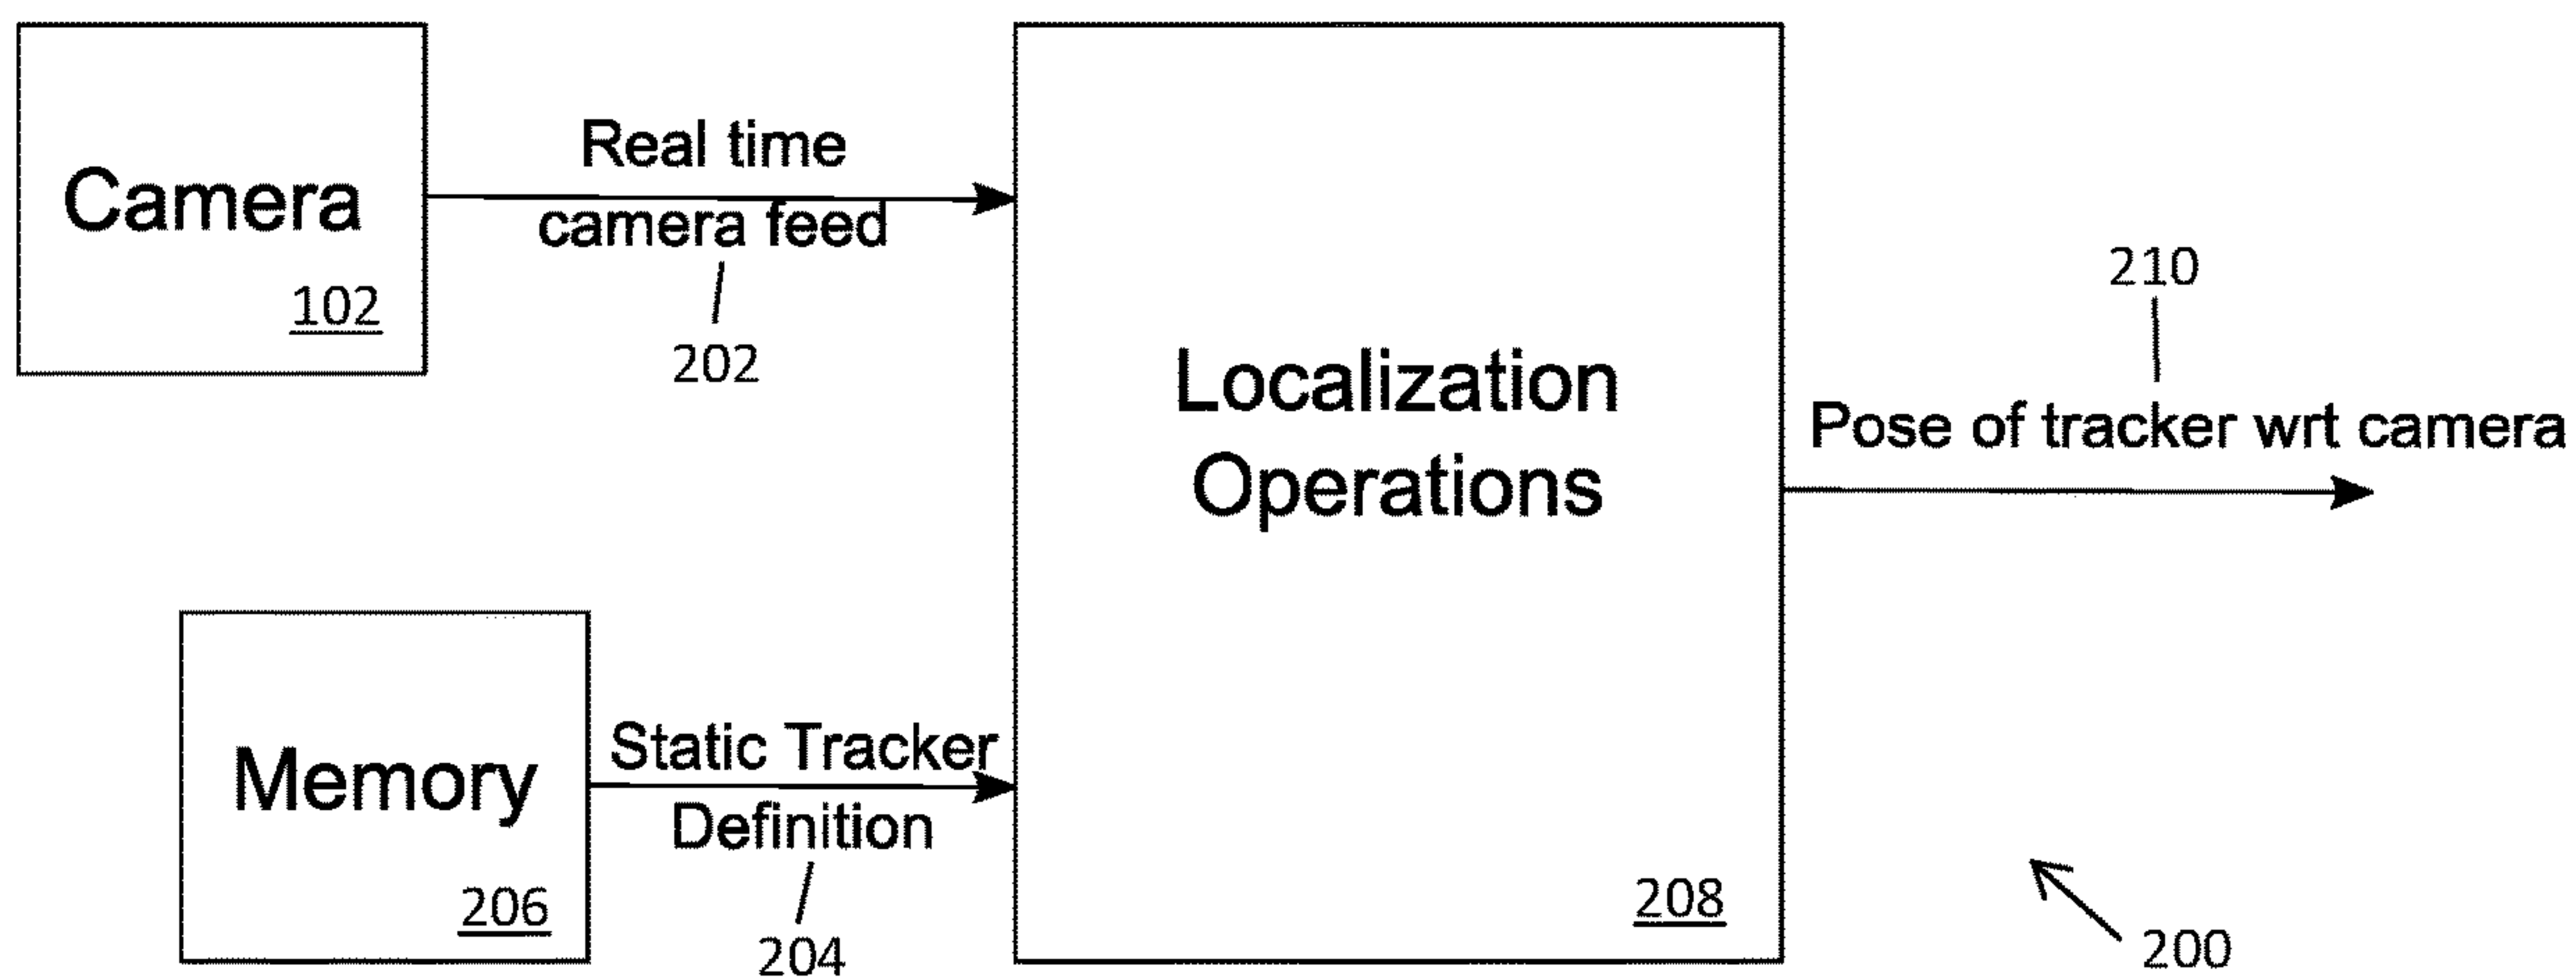 Camera
102
Real time
camera feed
202
Localization
Operations
208
210
Pose of tracker wrt camera
Memory
206
Static Tracker
Definition
204
200